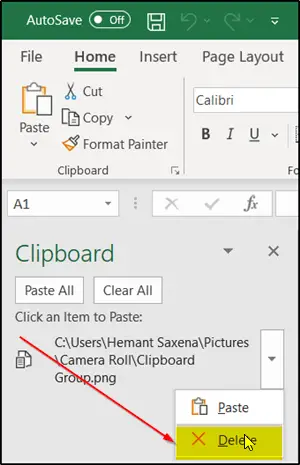 AutoSave Off
File Home Insert Page Layout
Paste
Cut
Copy
Format Painter
Calibri
B I U
Clipboard
A1
fx
Clipboard
Paste All Clear All
Click an Item to Paste:
C:\Users\Hemant Saxena\Pictures
\Camera Roll\Clipboard
Group.png
Paste
Delete